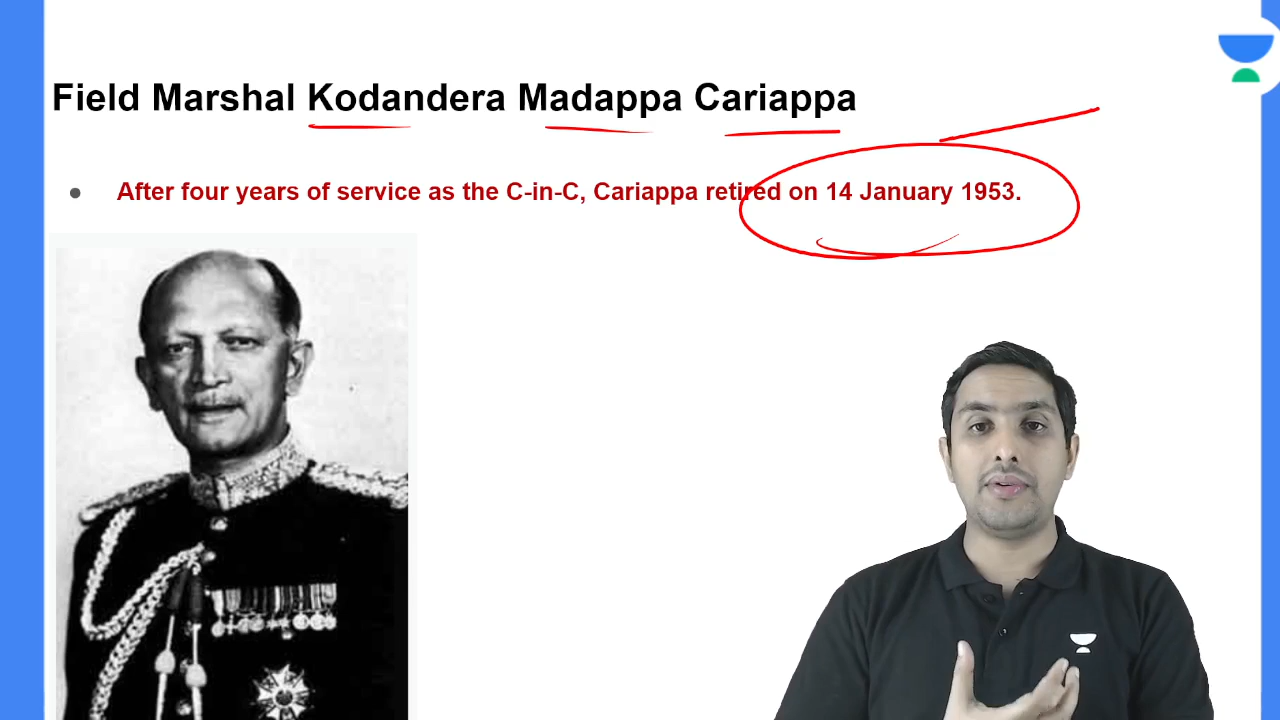 Field Marshal Kodandera Madappa Cariappa
After four years of service as the C-in-C, Cariappa retired on 14 January 1953.